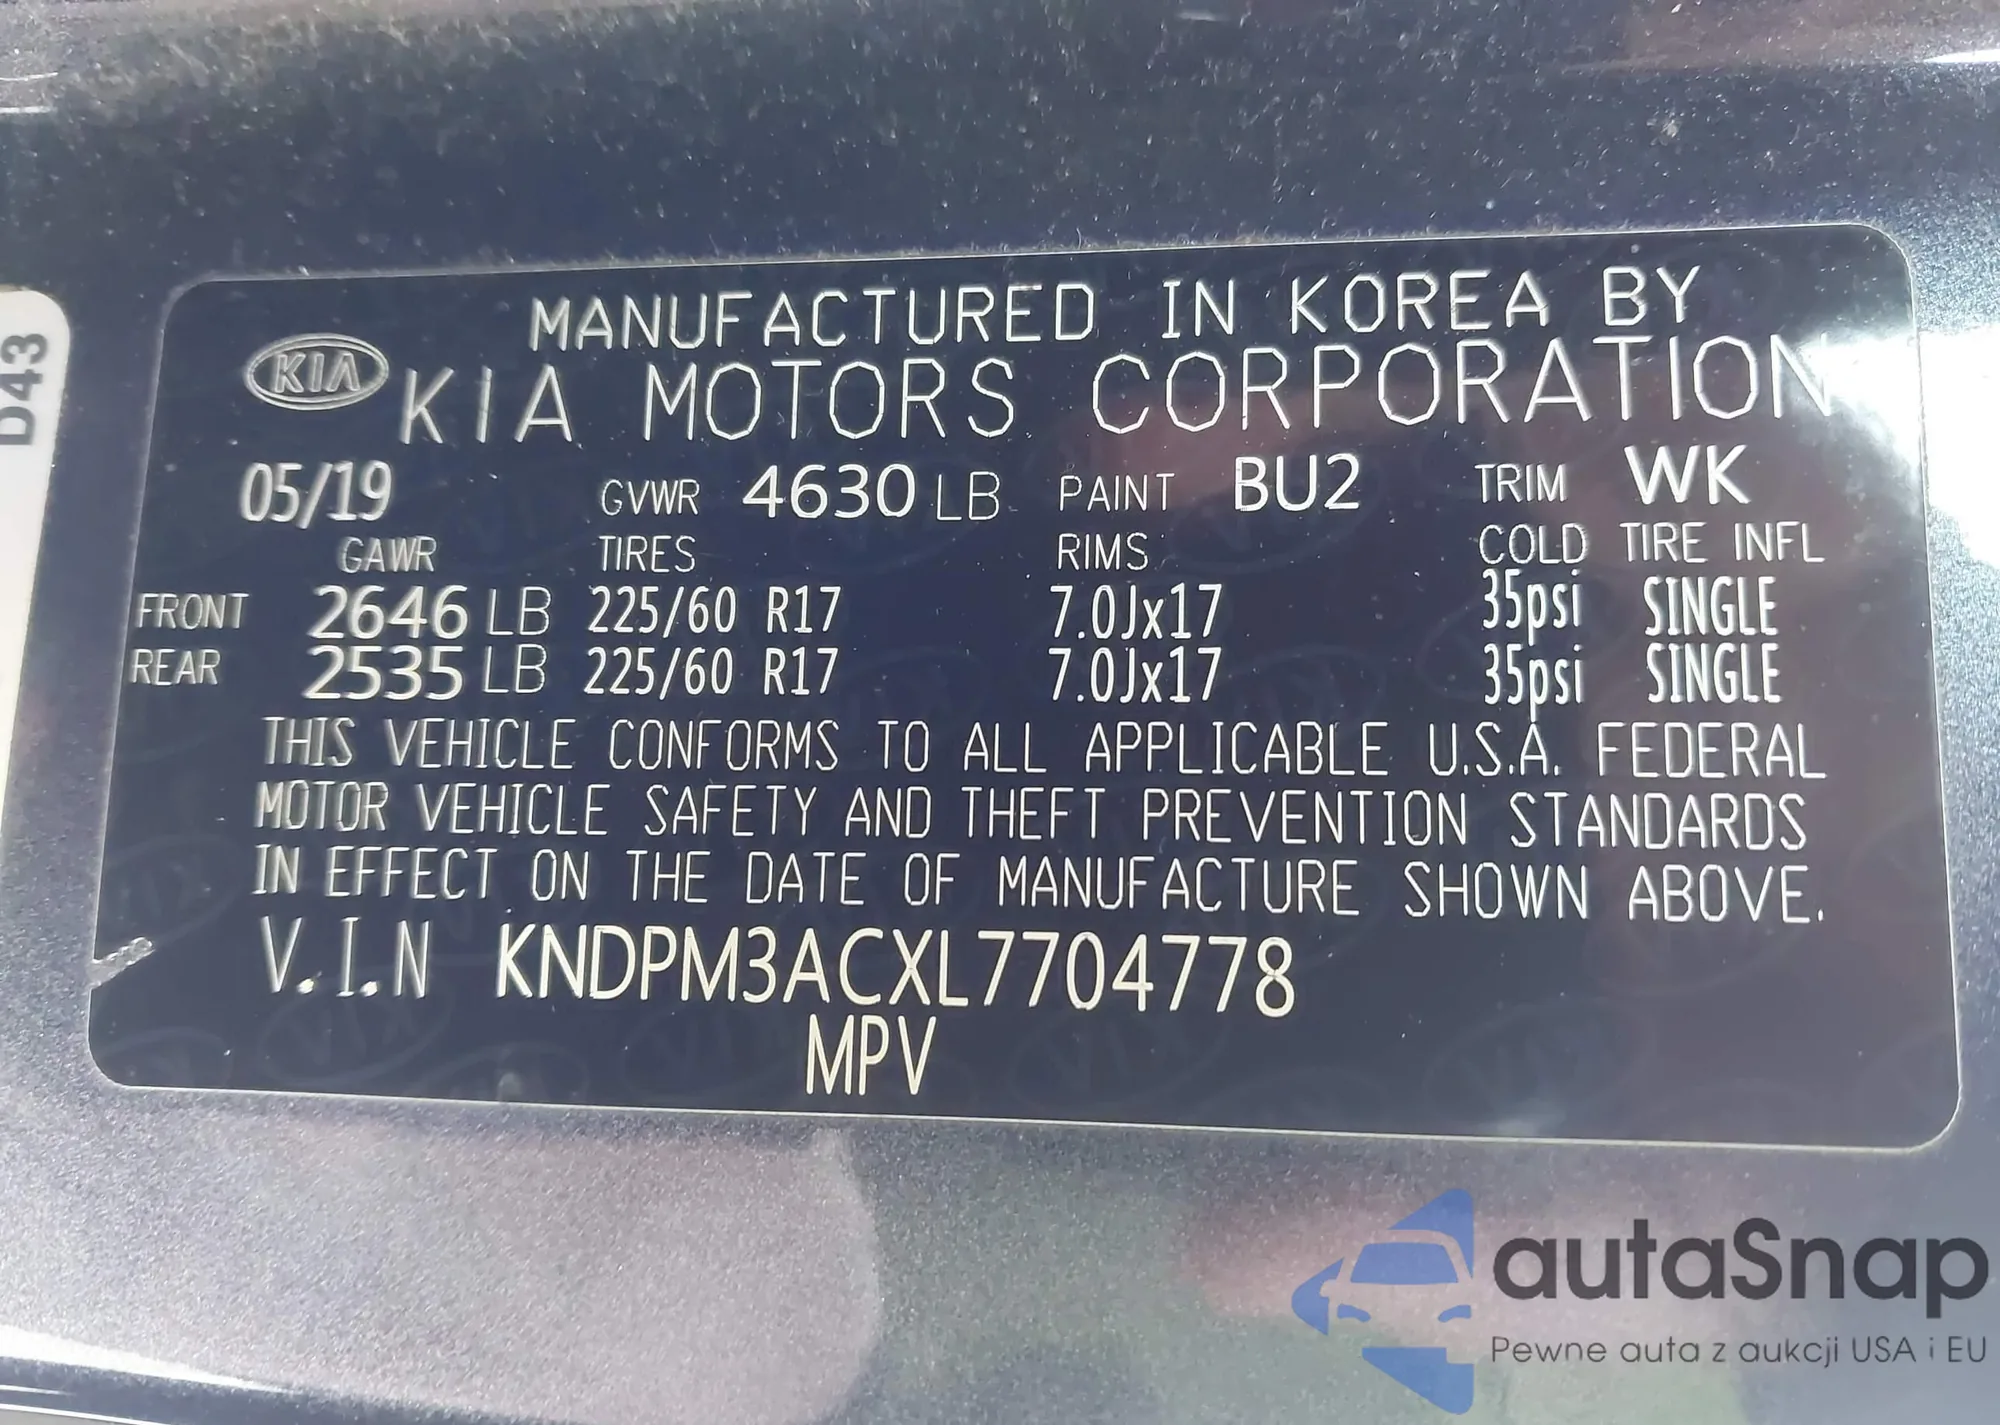 D43
MANUFACTURED IN KOREA BY
KIA KIA MOTORS CORPORATION
05/19 GVWR 4630 LB PAINT BU2 TRIM WK
GAWR TIRES RIMS COLD TIRE INFL
FRONT 2646 LB 225/60 R17 7.0Jx17 35psi SINGLE
REAR 2535 LB 225/60 R17 7.0Jx17 35psi SINGLE
THIS VEHICLE CONFORMS TO ALL APPLICABLE U.S.A. FEDERAL
MOTOR VEHICLE SAFETY AND THEFT PREVENTION STANDARDS
IN EFFECT ON THE DATE OF MANUFACTURE SHOWN ABOVE.
V.I.N KNDPM3ACXL7704778
MPV
autaSnap
Pewne auta z aukcji USA i EU